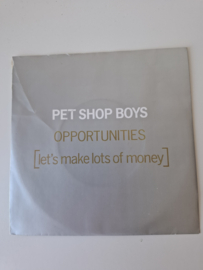 PET SHOP BOYS
OPPORTUNITIES
[let's make lots of money]